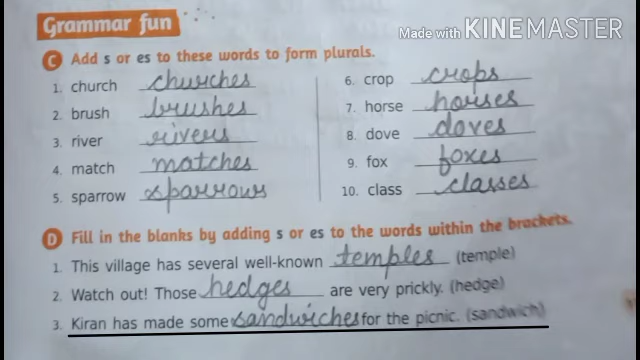 Grammar fun
Made with KINEMASTER
C Add s or es to these words to form plurals.
1. church churches
2. brush brushes
3. river rivers
4. match matches
5. sparrow sparrows
6. crop crops
7. horse horses
8. dove doves
9. fox foxes
10. class classes
D Fill in the blanks by adding s or es to the words within the brackets.
1. This village has several well-known temples (temple)
2. Watch out! Those hedges are very prickly. (hedge)
3. Kiran has made some sandwiches for the picnic. (sandwich)